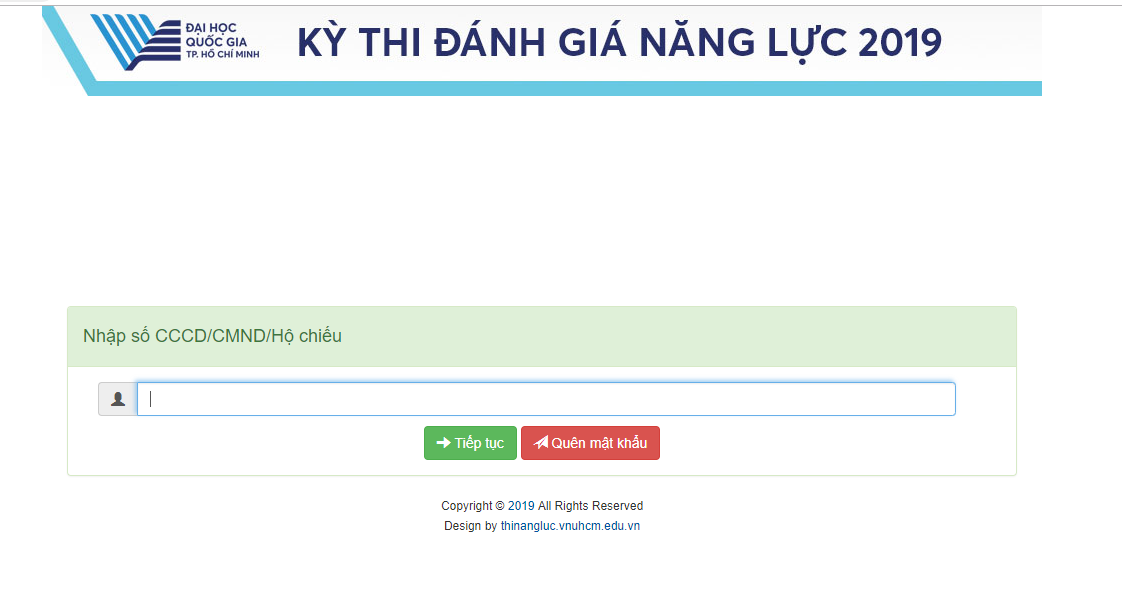 ĐẠI HỌC
QUỐC GIA
TP. HỒ CHÍ MINH
KỲ THI ĐÁNH GIÁ NĂNG LỰC 2019
Nhập số CCCD/CMND/Hộ chiếu
Tiếp tục Quên mật khẩu
Copyright © 2019 All Rights Reserved
Design by thinangluc.vnuhcm.edu.vn